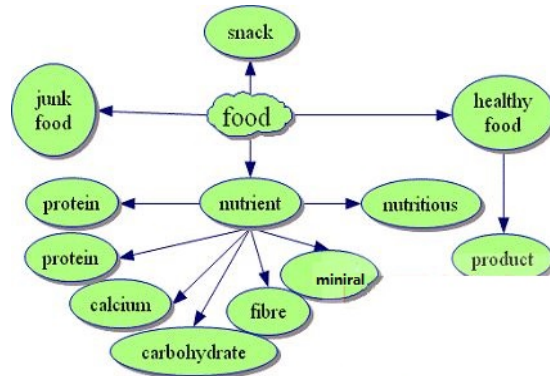 snack
junk
food
food
healthy
food
protein
nutrient
nutritious
protein
product
calcium
miniral
fibre
carbohydrate